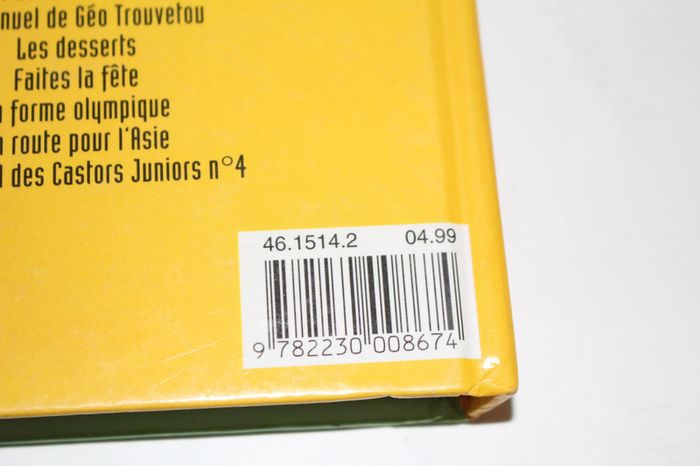 nuel de Géo Trouvetou
Les desserts
Faites la fête
forme olympique
route pour l'Asie
des Castors Juniors n°4
46.1514.2 04.99
9 782230 008674